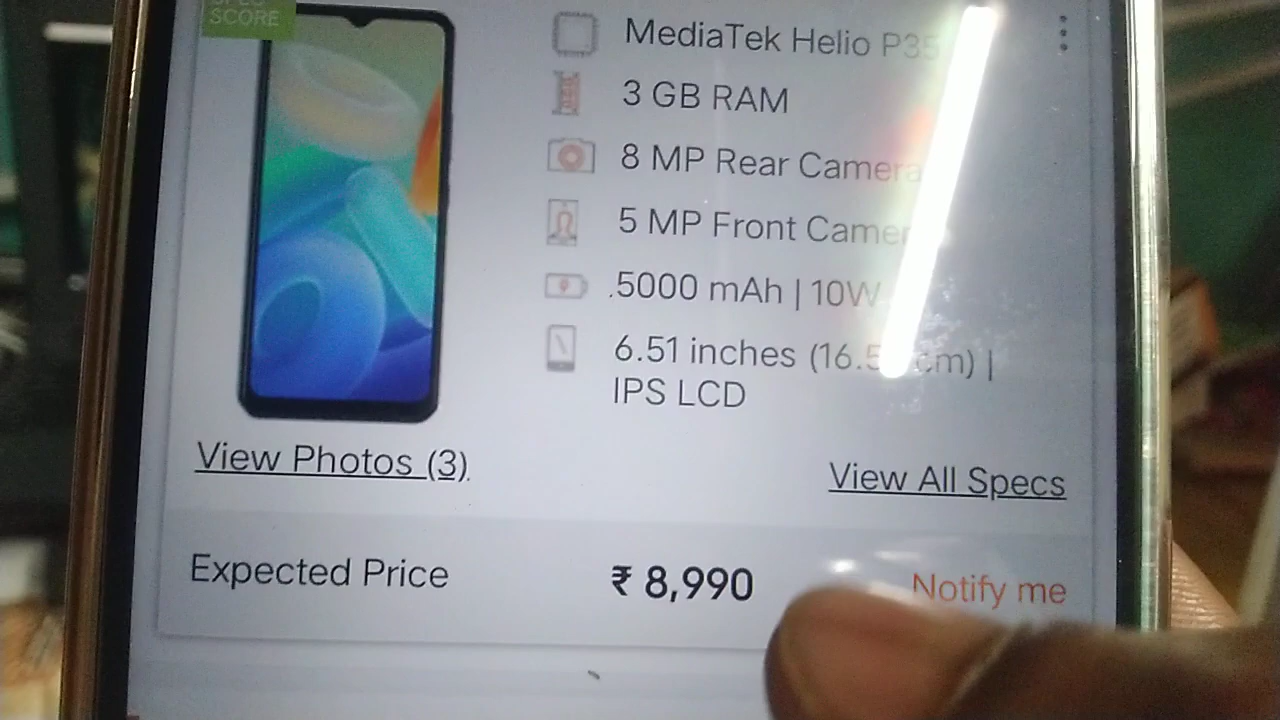 SCORE
MediaTek Helio P35
3 GB RAM
8 MP Rear Camera
5 MP Front Camer
5000 mAh | 10W
6.51 inches (16.5 cm) |
IPS LCD
View Photos (3)
View All Specs
Expected Price
₹ 8,990
Notify me